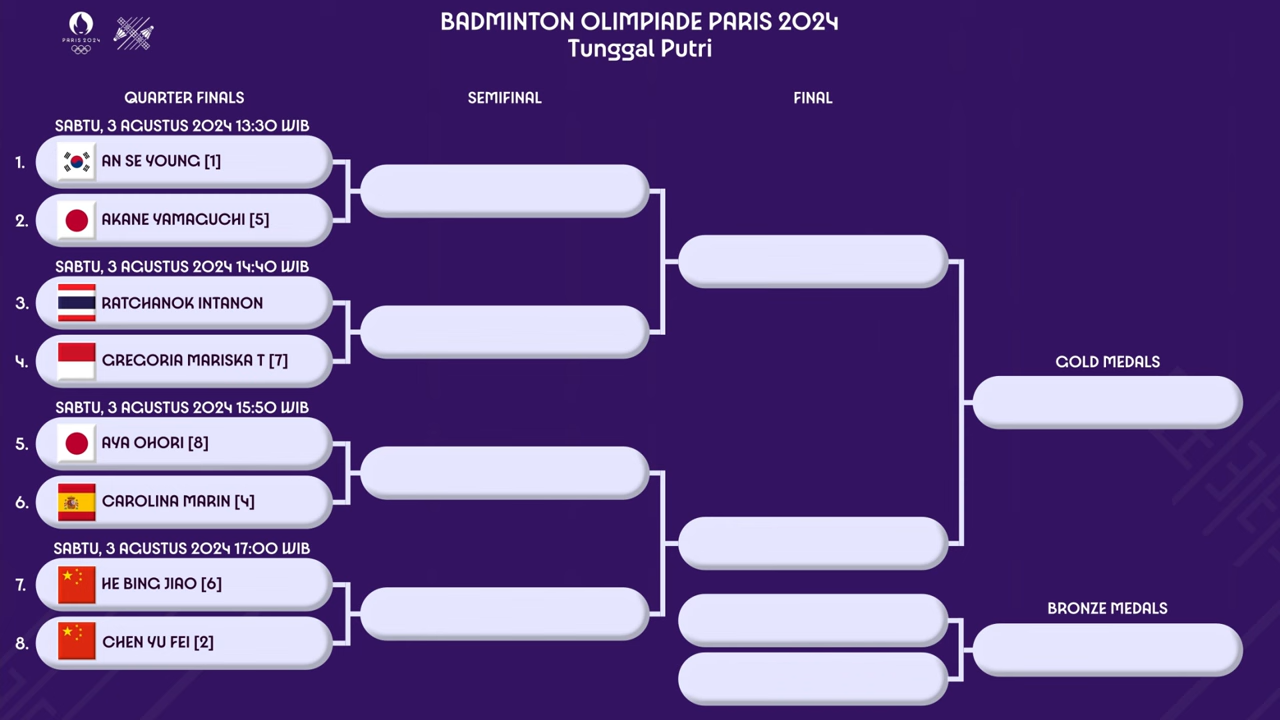 BADMINTON OLIMPIADE PARIS 2024
Tunggal Putri
PARIS 2024
QUARTER FINALS
SEMIFINAL
FINAL
SABTU, 3 AGUSTUS 2024 13:30 WIB
1. AN SE YOUNG [1]
2. AKANE YAMAGUCHI [5]
SABTU, 3 AGUSTUS 2024 14:40 WIB
3. RATCHANOK INTANON
4. GREGORIA MARISKA T [7]
SABTU, 3 AGUSTUS 2024 15:50 WIB
5. AYA OHORI [8]
6. CAROLINA MARIN [4]
SABTU, 3 AGUSTUS 2024 17:00 WIB
7. HE BING JIAO [6]
8. CHEN YU FEI [2]
GOLD MEDALS
BRONZE MEDALS